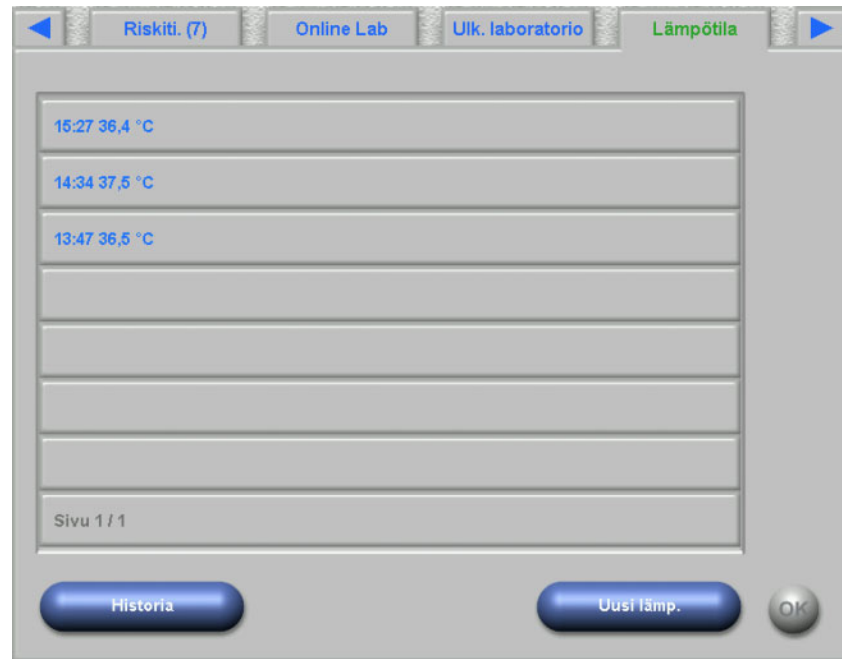 Riskiti. (7)
Online Lab
Ulk. laboratorio
Lämpötila
15:27 36,4 °C
14:34 37,5 °C
13:47 36,5 °C
Sivu 1 / 1
Historia
Uusi lämp.
OK